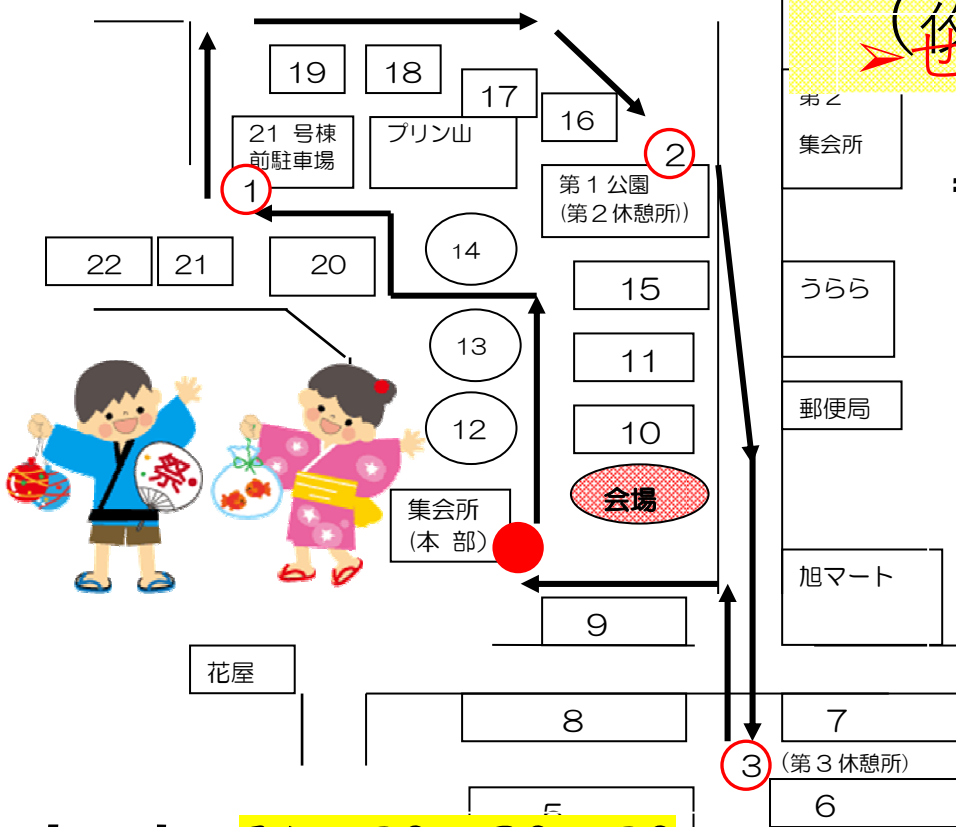 19
18
17
16
21 号棟
前駐車場
プリン山
第2
集会所
1
2
第1公園
(第2休憩所))
14
22
21
20
15
うらら
13
11
郵便局
12
10
会場
祭
集会所
(本 部)
旭マート
9
花屋
8
7
3
(第3休憩所)
6